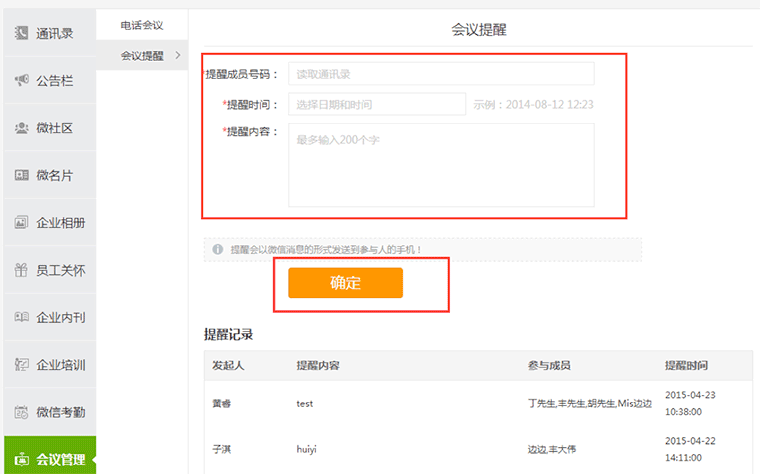 通讯录
公告栏
微社区
微名片
企业相册
员工关怀
企业内刊
企业培训
微信考勤
会议管理
电话会议
会议提醒
会议提醒
*提醒成员号码： 读取通讯录
*提醒时间： 选择日期和时间 示例：2014-08-12 12:23
*提醒内容： 最多输入200个字
提醒会以微信消息的形式发送到参与人的手机！
确定
提醒记录
发起人 提醒内容 参与成员 提醒时间
黄睿 test 丁先生,丰先生,胡先生,Mis边边 2015-04-23
10:38:00
子淇 huiyi 边边,丰大伟 2015-04-22
14:11:00